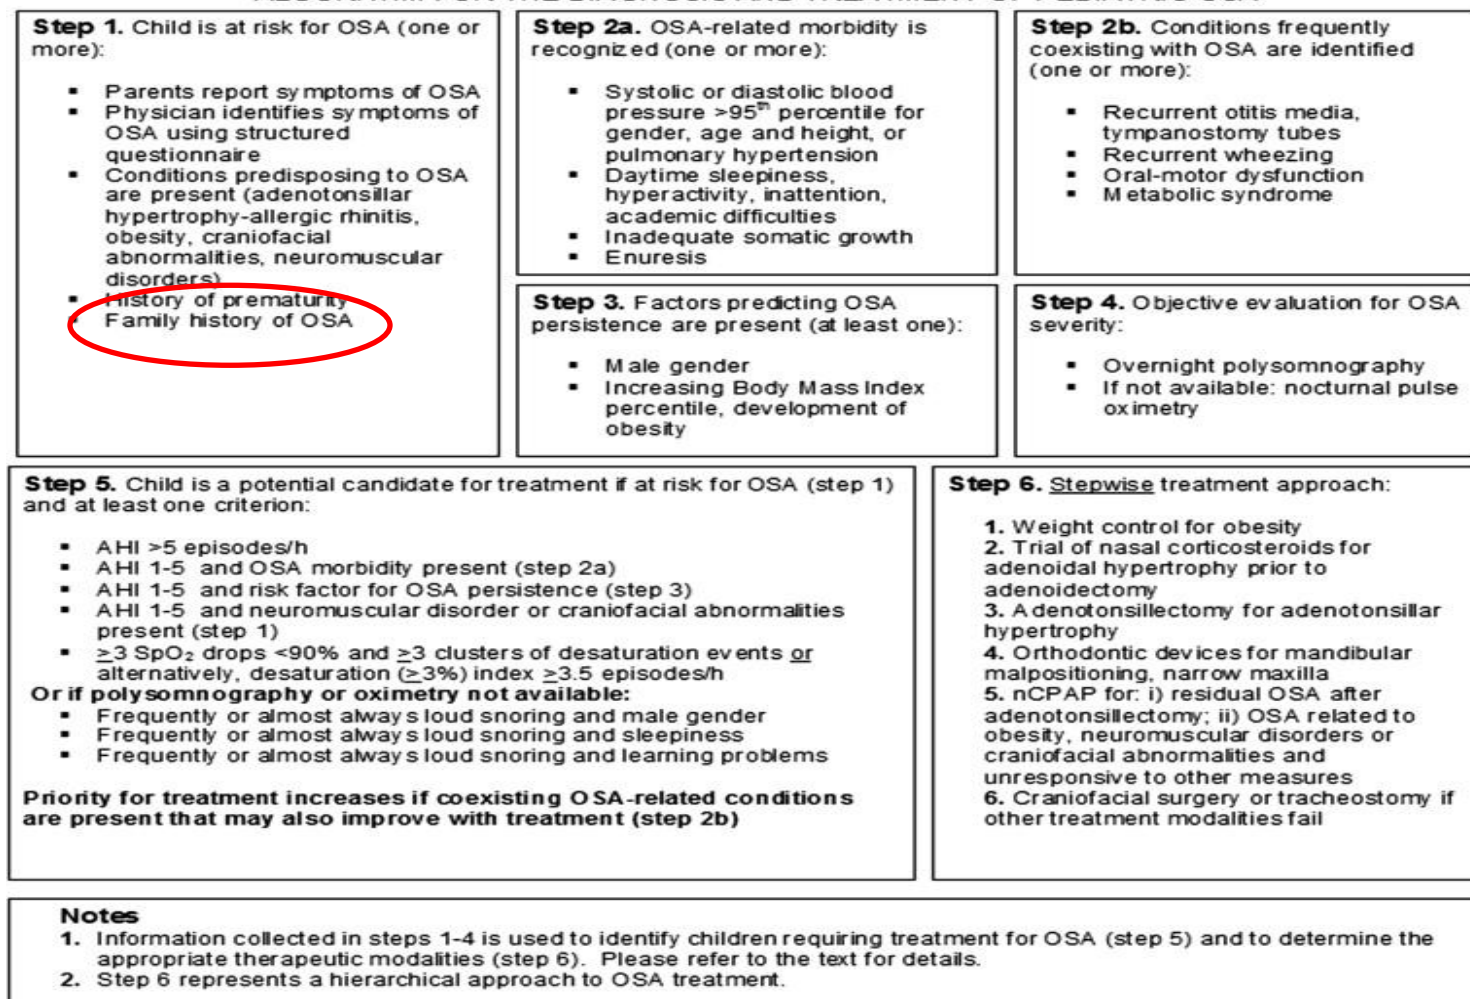 Step 1. Child is at risk for OSA (one or
more):
▪ Parents report symptoms of OSA
▪ Physician identifies symptoms of
OSA using structured
questionnaire
▪ Conditions predisposing to OSA
are present (adenotonsillar
hypertrophy-allergic rhinitis,
obesity, craniofacial
abnormalities, neuromuscular
disorders)
▪ History of prematurity
▪ Family history of OSA
Step 2a. OSA-related morbidity is
recognized (one or more):
▪ Systolic or diastolic blood
pressure >95th percentile for
gender, age and height, or
pulmonary hypertension
▪ Daytime sleepiness,
hyperactivity, inattention,
academic difficulties
▪ Inadequate somatic growth
▪ Enuresis
Step 2b. Conditions frequently
coexisting with OSA are identified
(one or more):
▪ Recurrent otitis media,
tympanostomy tubes
▪ Recurrent wheezing
▪ Oral-motor dysfunction
▪ Metabolic syndrome
Step 3. Factors predicting OSA
persistence are present (at least one):
▪ Male gender
▪ Increasing Body Mass Index
percentile, development of
obesity
Step 4. Objective evaluation for OSA
severity:
▪ Overnight polysomnography
▪ If not available: nocturnal pulse
oximetry
Step 5. Child is a potential candidate for treatment if at risk for OSA (step 1)
and at least one criterion:
▪ AHI >5 episodes/h
▪ AHI 1-5 and OSA morbidity present (step 2a)
▪ AHI 1-5 and risk factor for OSA persistence (step 3)
▪ AHI 1-5 and neuromuscular disorder or craniofacial abnormalities
present (step 1)
▪ ≥3 SpO₂ drops <90% and ≥3 clusters of desaturation events or
alternatively, desaturation (≥3%) index ≥3.5 episodes/h
Or if polysomnography or oximetry not available:
▪ Frequently or almost always loud snoring and male gender
▪ Frequently or almost always loud snoring and sleepiness
▪ Frequently or almost always loud snoring and learning problems
Priority for treatment increases if coexisting OSA-related conditions
are present that may also improve with treatment (step 2b)
Step 6. Stepwise treatment approach:
1. Weight control for obesity
2. Trial of nasal corticosteroids for
adenoidal hypertrophy prior to
adenoidectomy
3. Adenotonsillectomy for adenotonsillar
hypertrophy
4. Orthodontic devices for mandibular
malpositioning, narrow maxilla
5. nCPAP for: i) residual OSA after
adenotonsillectomy; ii) OSA related to
obesity, neuromuscular disorders or
craniofacial abnormalities and
unresponsive to other measures
6. Craniofacial surgery or tracheostomy if
other treatment modalities fail
Notes
1. Information collected in steps 1-4 is used to identify children requiring treatment for OSA (step 5) and to determine the
appropriate therapeutic modalities (step 6). Please refer to the text for details.
2. Step 6 represents a hierarchical approach to OSA treatment.